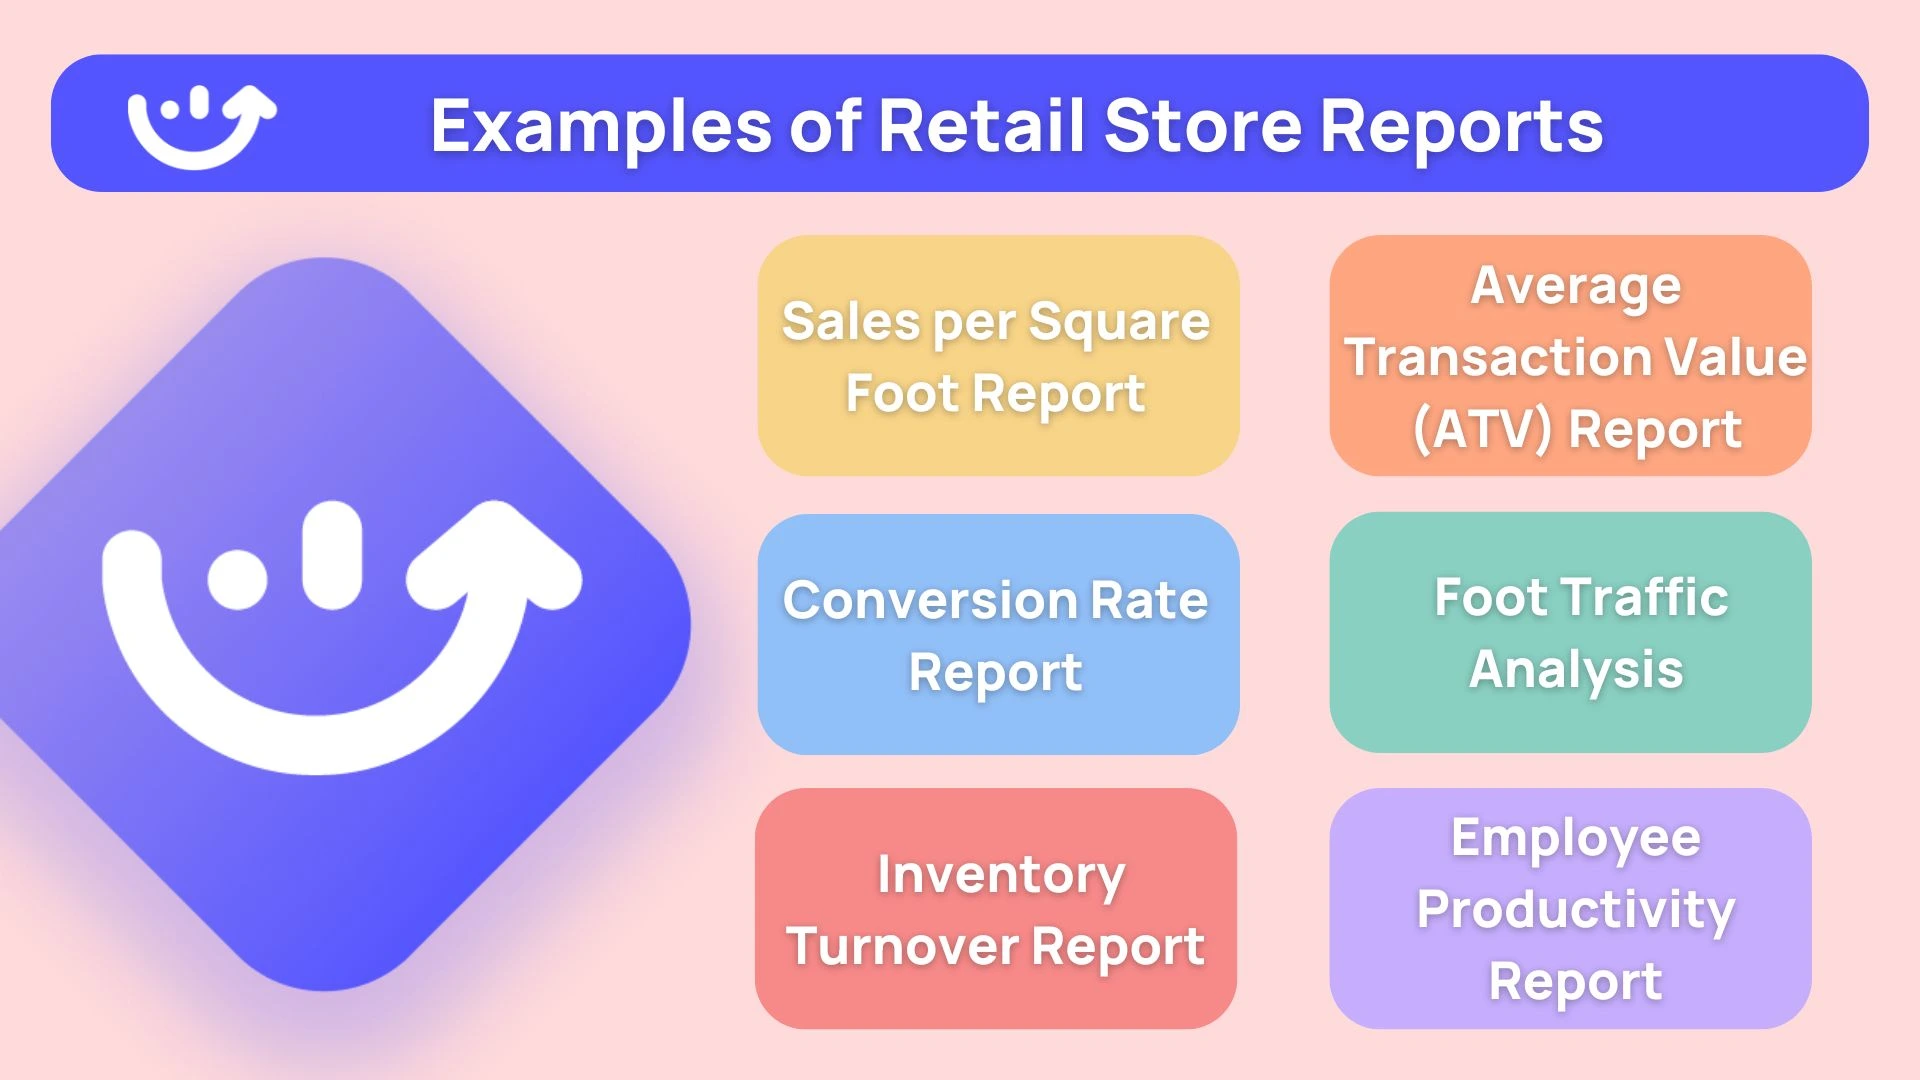 Examples of Retail Store Reports
Sales per Square
Foot Report
Average
Transaction Value
(ATV) Report
Conversion Rate
Report
Foot Traffic
Analysis
Inventory
Turnover Report
Employee
Productivity
Report